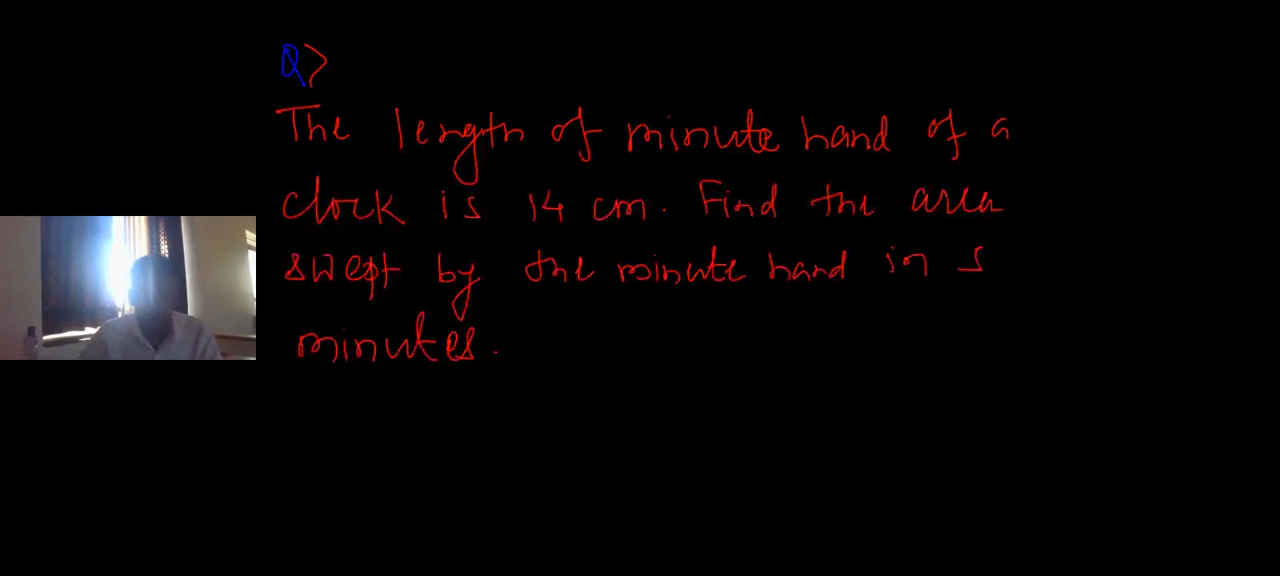 Q>
The length of minute hand of a
clock is 14 cm. Find the area
swept by the minute hand in 5
minutes.